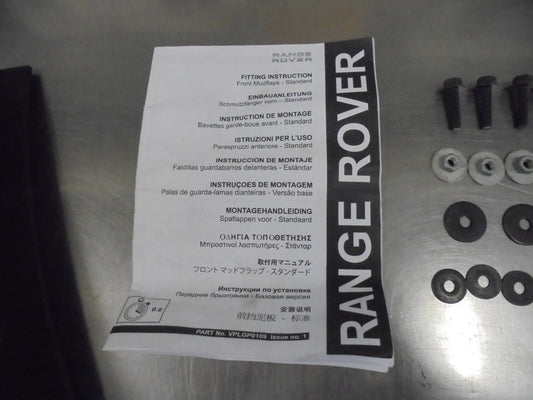 RANGE
ROVER
FITTING INSTRUCTION
Front Mudflaps - Standard
EINBAUANLEITUNG
Schmutzfänger vorn – Standard
INSTRUCTION DE MONTAGE
Bavettes garde-boue avant - Standard
ISTRUZIONI PER L'USO
Paraspruzzi anteriore - Standard
INSTRUCCION DE MONTAJE
Faldillas guardabarros delanteras - Estándar
INSTRUÇOES DE MONTAGEM
Palas de guarda-lamas dianteiras - Versão base
MONTAGEHANDLEIDING
Spatlappen voor - Standaard
ΟΔΗΓΙΑ ΤΟΠΟΘΕΤΗΣΗΣ
Μπροστινοί λασπωτήρες - Στάνταρ
取付用マニュアル
フロント マッドフラップ - スタンダード
Инструкции по установке
Передние брызговики - Базовая версия
安装说明
前挡泥板 - 标准
0.6
PART No. VPLGP0109 Issue no. 1
RANGE ROVER